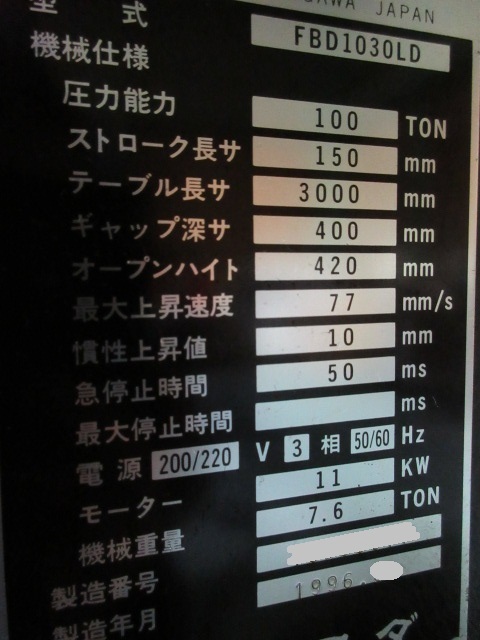 JAPAN
型式 FBD1030LD
機械仕様
圧力能力 100 TON
ストローク長サ 150 mm
テーブル長サ 3000 mm
ギャップ深サ 400 mm
オープンハイト 420 mm
最大上昇速度 77 mm/s
慣性上昇値 10 mm
急停止時間 50 ms
最大停止時間 ms
電源 200/220 V 3 相 50/60 Hz
モーター 11 KW
機械重量 7.6 TON
製造番号
製造年月 1996.